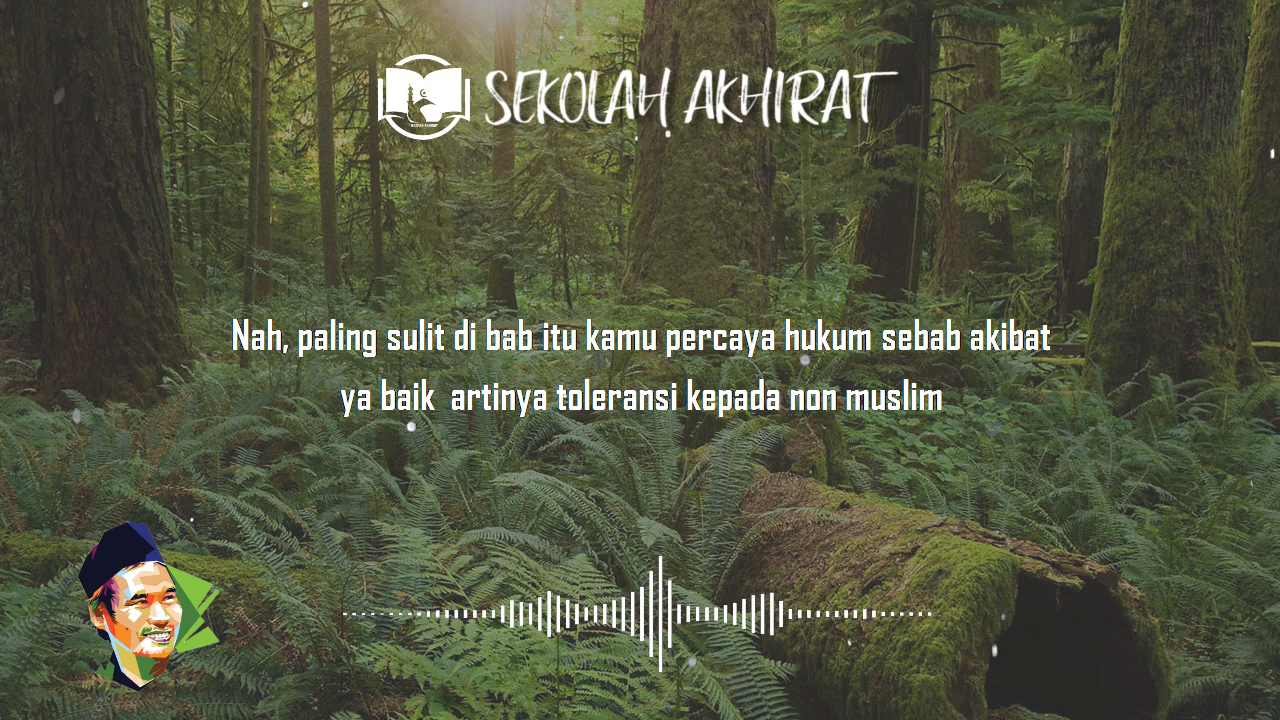 SEKOLAH AKHIRAT
Nah, paling sulit di bab itu kamu percaya hukum sebab akibat
ya baik artinya toleransi kepada non muslim